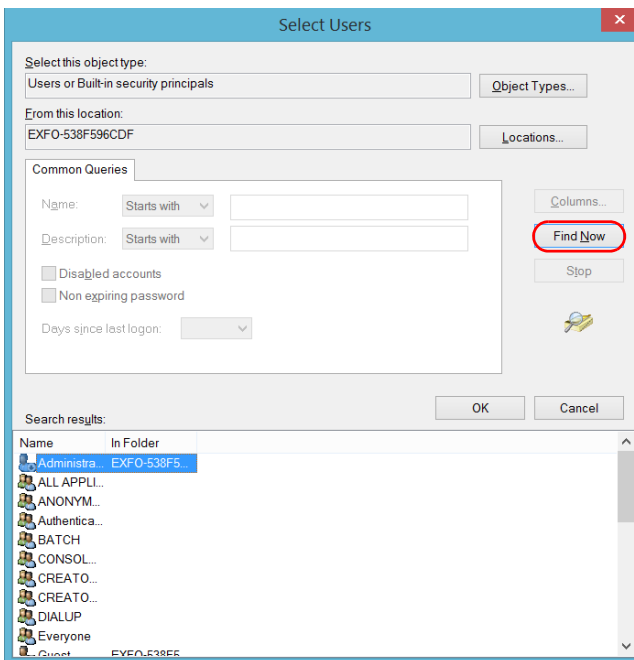 Select Users
Select this object type:
Users or Built-in security principals
Object Types...
From this location:
EXFO-538F596CDF
Locations...
Common Queries
Name:
Starts with
Columns...
Description:
Starts with
Find Now
Disabled accounts
Stop
Non expiring password
Days since last logon:
OK
Cancel
Search results:
Name In Folder
Administra... EXFO-538F5...
ALL APPLI...
ANONYM...
Authentica...
BATCH
CONSOL...
CREATO...
CREATO...
DIALUP
Everyone
Guest EXFO-538F5...